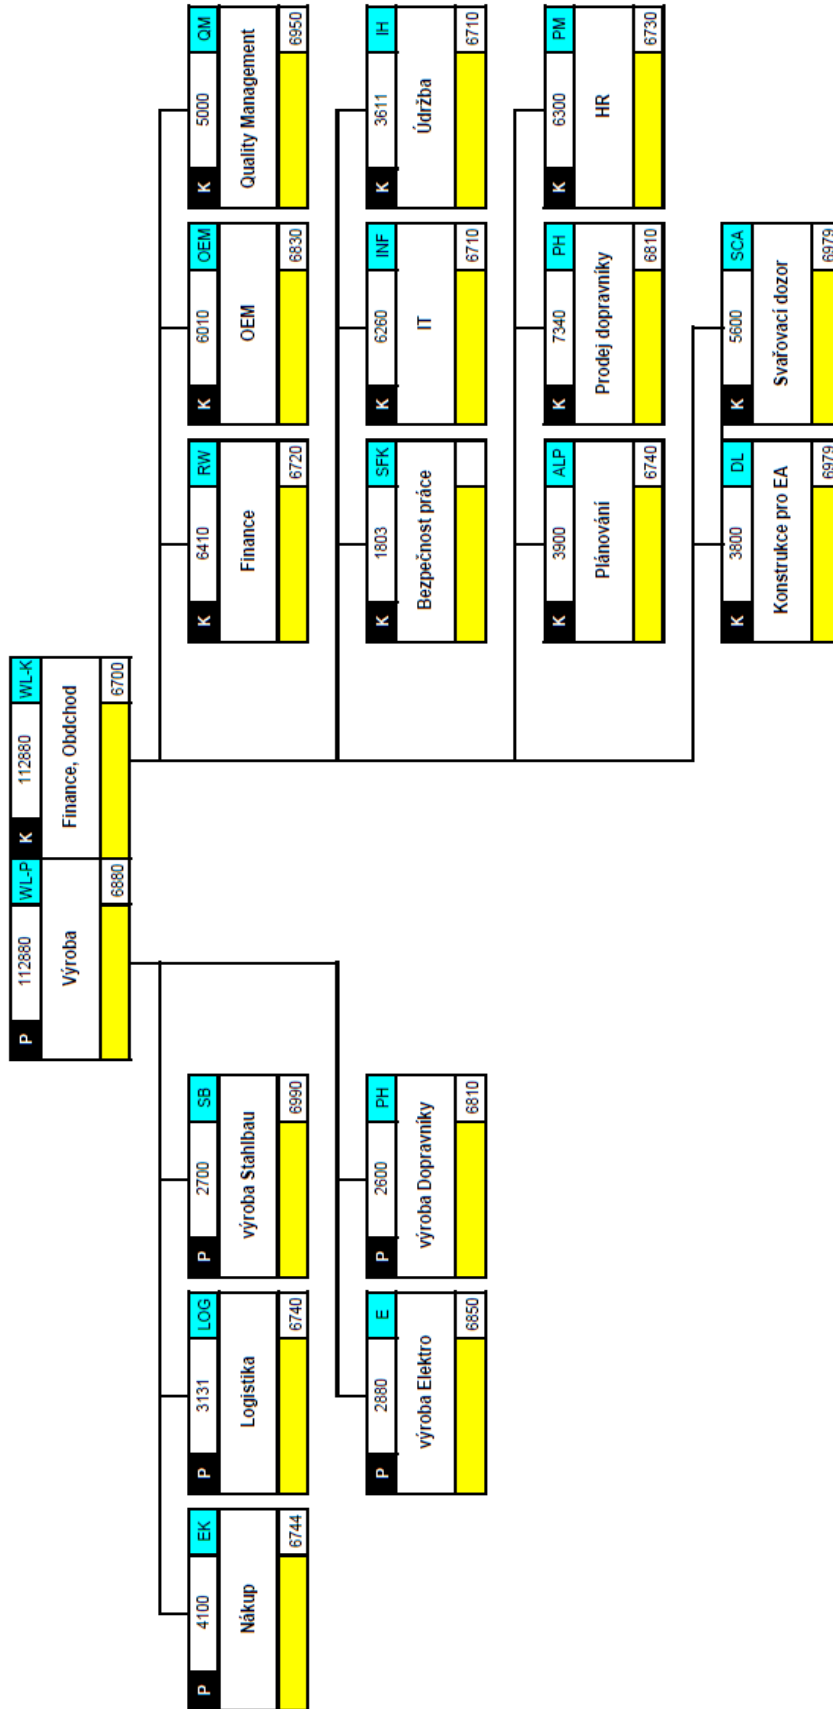 P 112880 WL-P
Výroba
6880
K 112880 WL-K
Finance, Obdchod
6700
P 4100 EK
Nákup
6744
P 3131 LOG
Logistika
6740
P 2700 SB
výroba Stahlbau
6990
K 6410 RW
Finance
6720
K 6010 OEM
OEM
6830
K 5000 QM
Quality Management
6950
P 2880 E
výroba Elektro
6850
P 2600 PH
výroba Dopravníky
6810
K 1803 SFK
Bezpečnost práce
K 6260 INF
IT
6710
K 3611 IH
Údržba
6710
K 3900 ALP
Plánování
6740
K 7340 PH
Prodej dopravníky
6810
K 6300 PM
HR
6730
K 3800 DL
Konstrukce pro EA
6979
K 5600 SCA
Svařovací dozor
6979